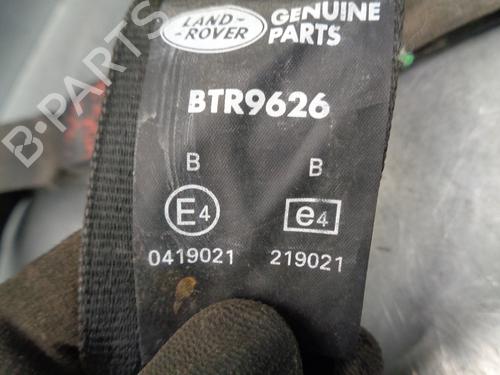 LAND-
-ROVER
GENUINE
PARTS
BTR9626
B B
E4 e4
0419021 219021
B-PARTS